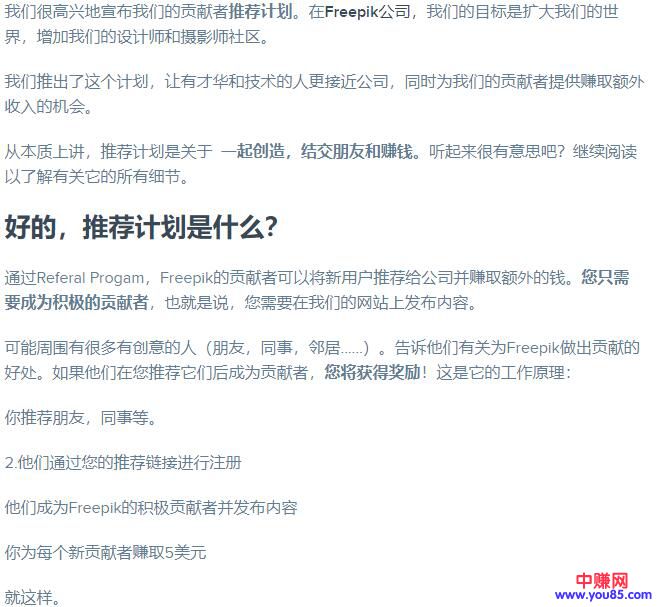 我们很高兴地宣布我们的贡献者推荐计划。在Freepik公司，我们的目标是扩大我们的世
界，增加我们的设计师和摄影师社区。
我们推出了这个计划，让有才华和技术的人更接近公司，同时为我们的贡献者提供赚取额外
收入的机会。
从本质上讲，推荐计划是关于 一起创造，结交朋友和赚钱。听起来很有意思吧？继续阅读
以了解有关它的所有细节。
好的，推荐计划是什么？
通过Referal Progam，Freepik的贡献者可以将新用户推荐给公司并赚取额外的钱。您只需
要成为积极的贡献者，也就是说，您需要在我们的网站上发布内容。
可能周围有很多有创意的人（朋友，同事，邻居......）。告诉他们有关为Freepik做出贡献的
好处。如果他们在您推荐它们后成为贡献者，您将获得奖励！这是它的工作原理：
你推荐朋友，同事等。
2.他们通过您的推荐链接进行注册
他们成为Freepik的积极贡献者并发布内容
你为每个新贡献者赚取5美元
就这样。
中赚网
www.you85.com